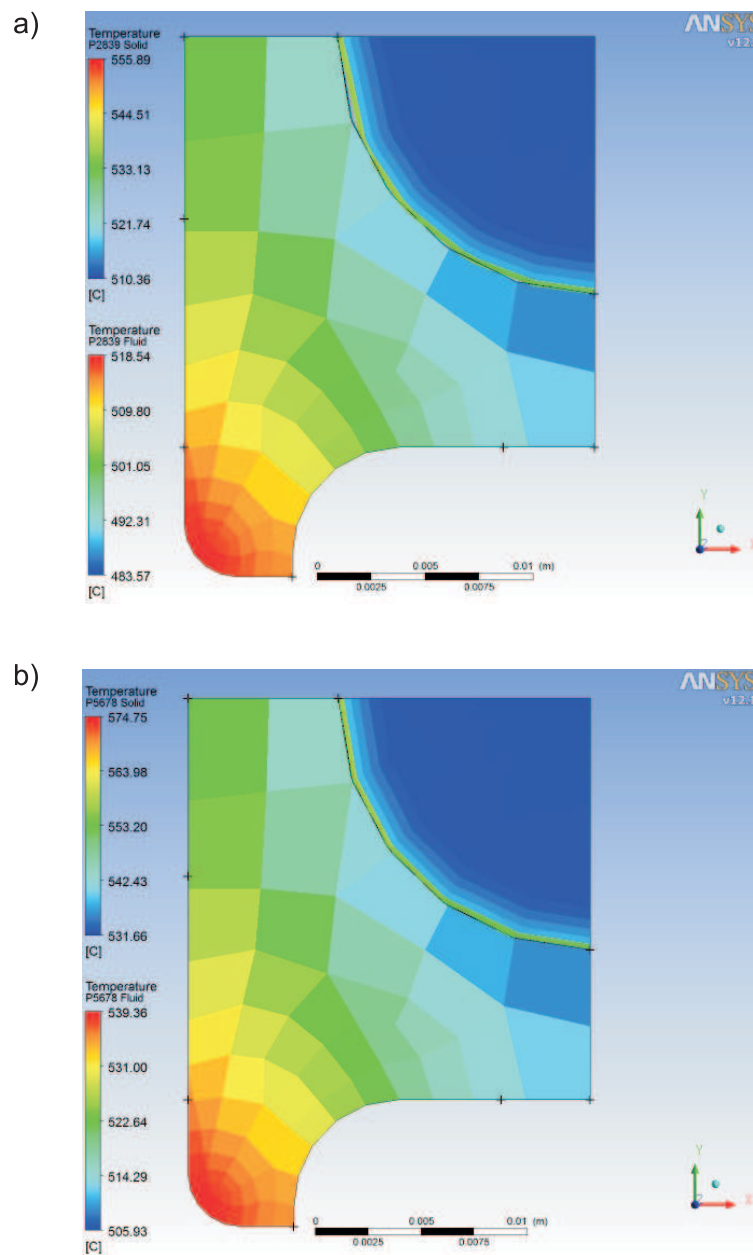 a)
ANSYS
v12.
Temperature
P2839 Solid
555.89
544.51
533.13
521.74
510.36
[C]
Temperature
P2839 Fluid
518.54
509.80
501.05
492.31
483.57
[C]
Y
Z
0 0.005 0.01 (m)
0.0025 0.0075
b)
ANSYS
v12.
Temperature
P5678 Solid
574.75
563.98
553.20
542.43
531.66
[C]
Temperature
P5678 Fluid
539.36
531.00
522.64
514.29
505.93
[C]
Y
Z X
0 0.005 0.01 (m)
0.0025 0.0075